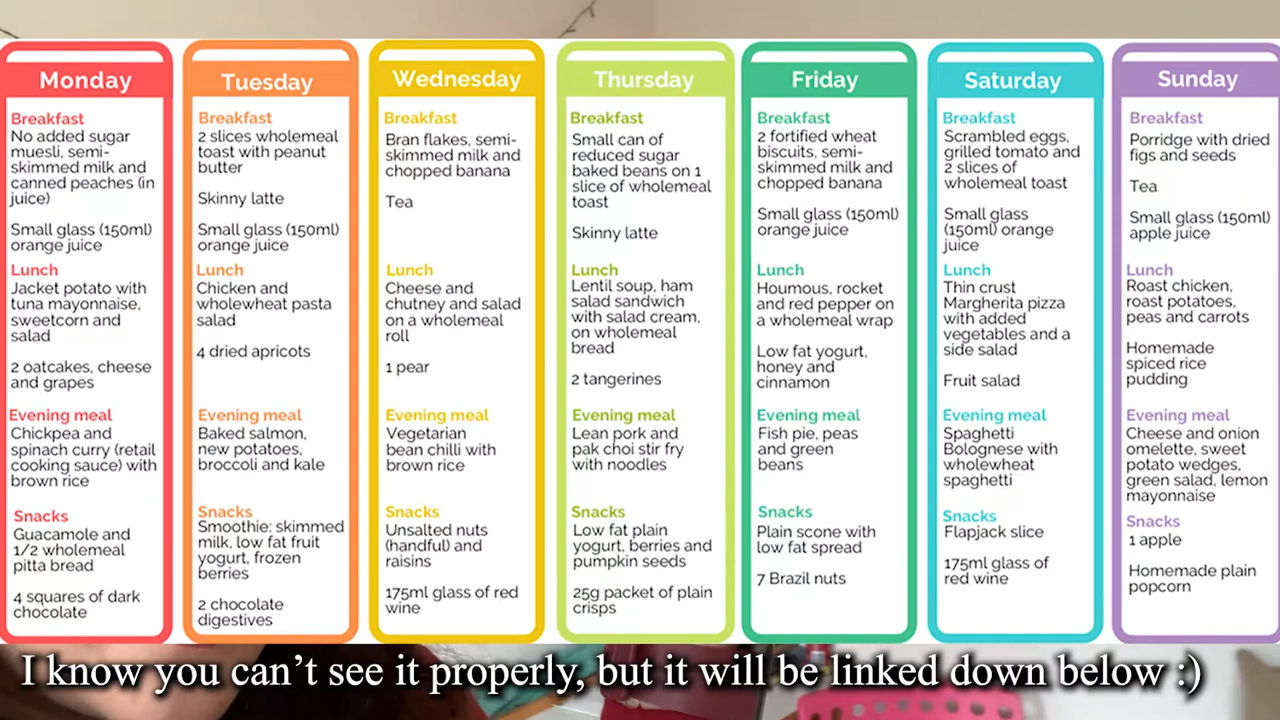 Monday
Breakfast
No added sugar
muesli, semi-
skimmed milk and
canned peaches (in
juice)
Small glass (150ml)
orange juice
Lunch
Jacket potato with
tuna mayonnaise,
sweetcorn and
salad
2 oatcakes, cheese
and grapes
Evening meal
Chickpea and
spinach curry (retail
cooking sauce) with
brown rice
Snacks
Guacamole and
1/2 wholemeal
pitta bread
4 squares of dark
chocolate
Tuesday
Breakfast
2 slices wholemeal
toast with peanut
butter
Skinny latte
Small glass (150ml)
orange juice
Lunch
Chicken and
wholewheat pasta
salad
4 dried apricots
Evening meal
Baked salmon,
new potatoes,
broccoli and kale
Snacks
Smoothie: skimmed
milk, low fat fruit
yogurt, frozen
berries
2 chocolate
digestives
Wednesday
Breakfast
Bran flakes, semi-
skimmed milk and
chopped banana
Tea
Lunch
Cheese and
chutney and salad
on a wholemeal
roll
1 pear
Evening meal
Vegetarian
bean chilli with
brown rice
Snacks
Unsalted nuts
(handful) and
raisins
175ml glass of red
wine
Thursday
Breakfast
Small can of
reduced sugar
baked beans on 1
slice of wholemeal
toast
Skinny latte
Lunch
Lentil soup, ham
salad sandwich
with salad cream,
on wholemeal
bread
2 tangerines
Evening meal
Lean pork and
pak choi stir fry
with noodles
Snacks
Low fat plain
yogurt, berries and
pumpkin seeds
25g packet of plain
crisps
Friday
Breakfast
2 fortified wheat
biscuits, semi-
skimmed milk and
chopped banana
Small glass (150ml)
orange juice
Lunch
Houmous, rocket
and red pepper on
a wholemeal wrap
Low fat yogurt,
honey and
cinnamon
Evening meal
Fish pie, peas
and green
beans
Snacks
Plain scone with
low fat spread
7 Brazil nuts
Saturday
Breakfast
Scrambled eggs,
grilled tomato and
2 slices of
wholemeal toast
Small glass
(150ml) orange
juice
Lunch
Thin crust
Margherita pizza
with added
vegetables and a
side salad
Fruit salad
Evening meal
Spaghetti
Bolognese with
wholewheat
spaghetti
Snacks
Flapjack slice
175ml glass of
red wine
Sunday
Breakfast
Porridge with dried
figs and seeds
Tea
Small glass (150ml)
apple juice
Lunch
Roast chicken,
roast potatoes,
peas and carrots
Homemade
spiced rice
pudding
Evening meal
Cheese and onion
omelette, sweet
potato wedges,
green salad, lemon
mayonnaise
Snacks
1 apple
Homemade plain
popcorn
I know you can't see it properly, but it will be linked down below :)